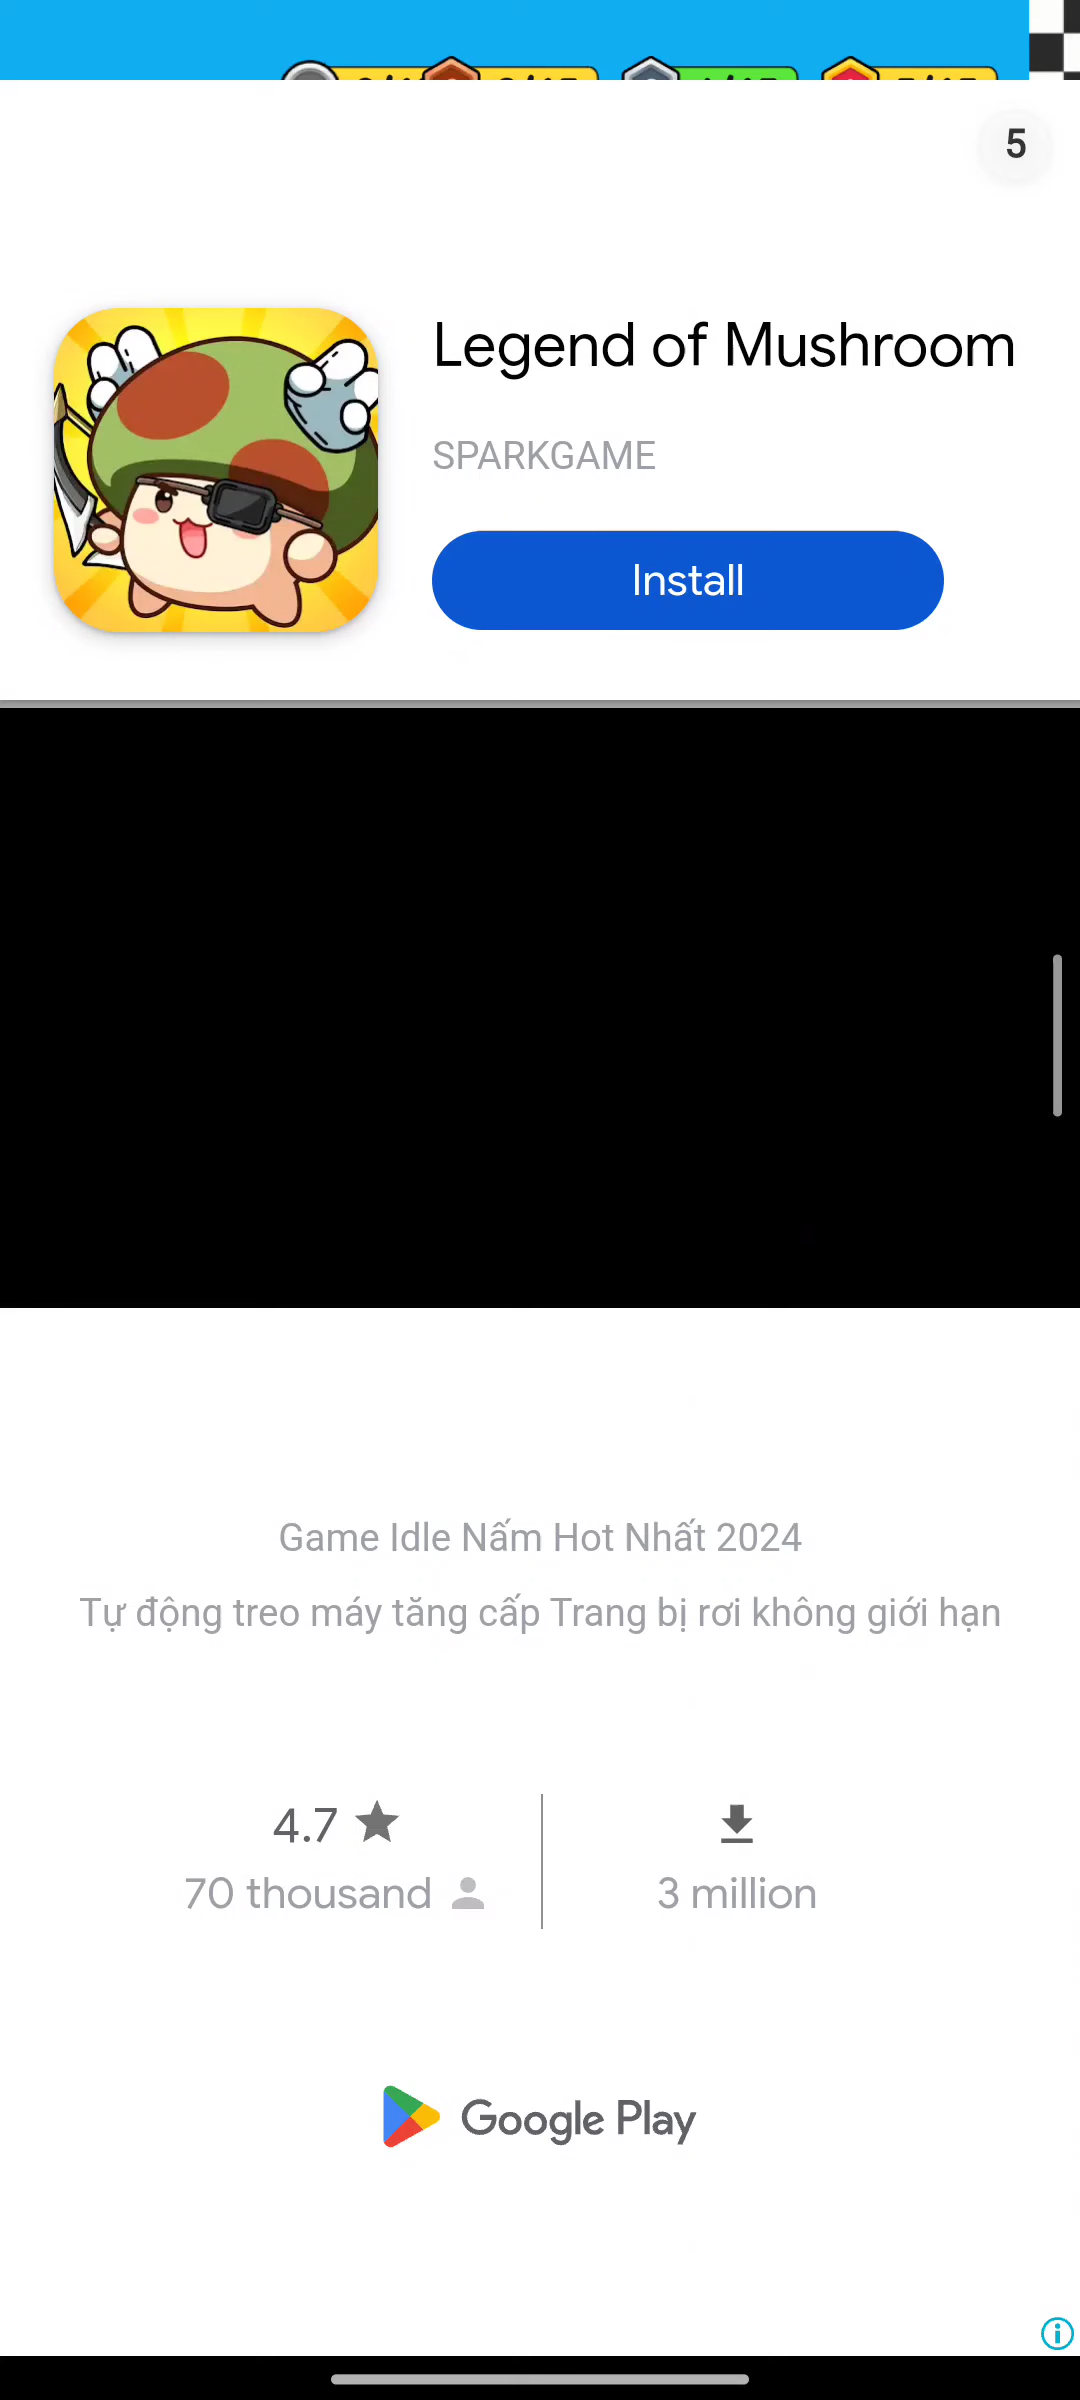 5
Legend of Mushroom
SPARKGAME
Install
Game Idle Nấm Hot Nhất 2024
Tự động treo máy tăng cấp Trang bị rơi không giới hạn
4.7
70 thousand
3 million
Google Play